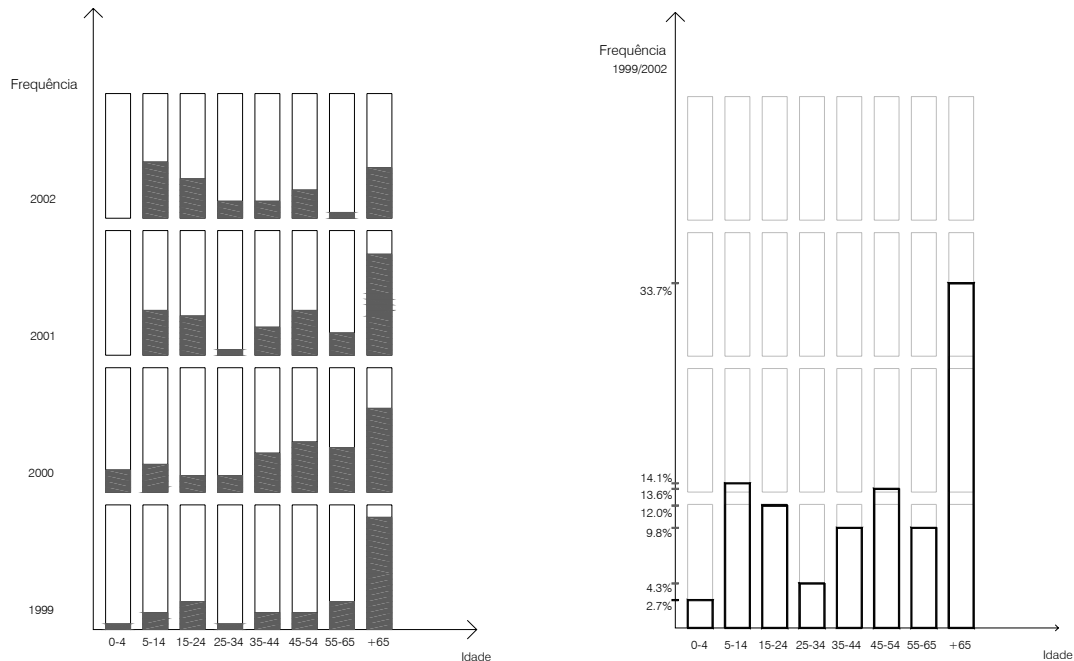 Frequência
2002
2001
2000
1999
0-4 5-14 15-24 25-34 35-44 45-54 55-65 +65
Idade
Frequência
1999/2002
33.7%
14.1%
13.6%
12.0%
9.8%
4.3%
2.7%
0-4 5-14 15-24 25-34 35-44 45-54 55-65 +65
Idade